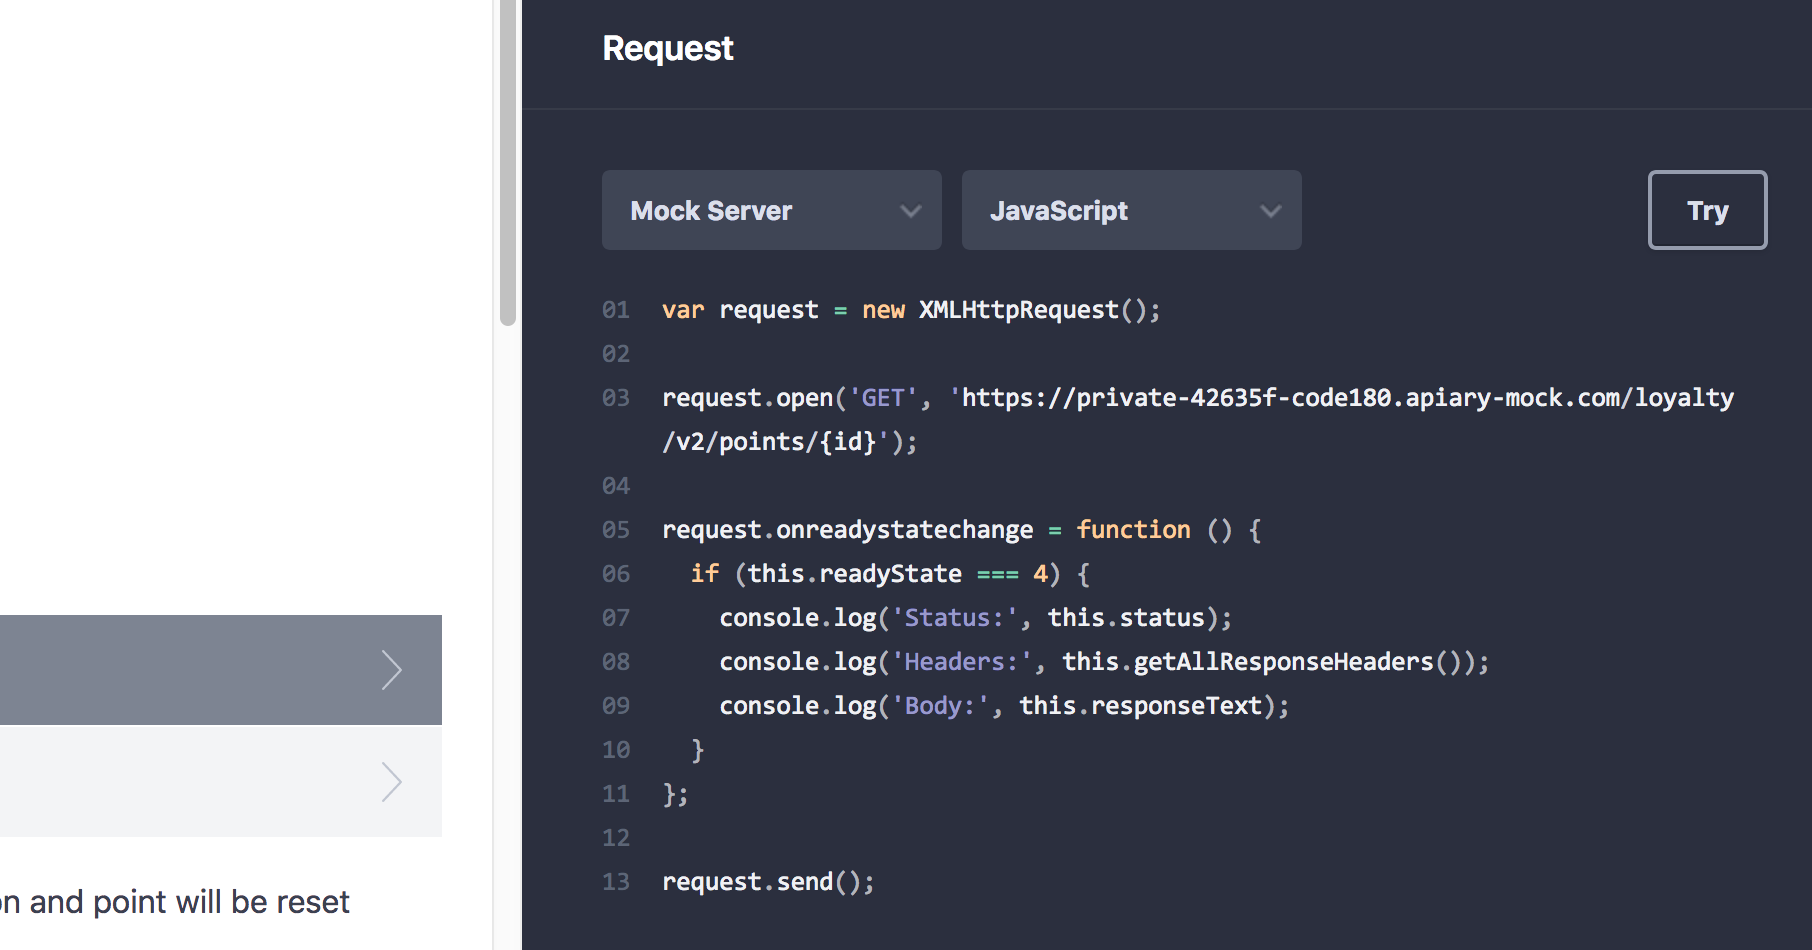 Request
Mock Server
JavaScript
Try
01 var request = new XMLHttpRequest();
02
03 request.open('GET', 'https://private-42635f-code180.apiary-mock.com/loyalty
/v2/points/{id}');
04
05 request.onreadystatechange = function () {
06   if (this.readyState === 4) {
07     console.log('Status:', this.status);
08     console.log('Headers:', this.getAllResponseHeaders());
09     console.log('Body:', this.responseText);
10   }
11 };
12
13 request.send();
on and point will be reset